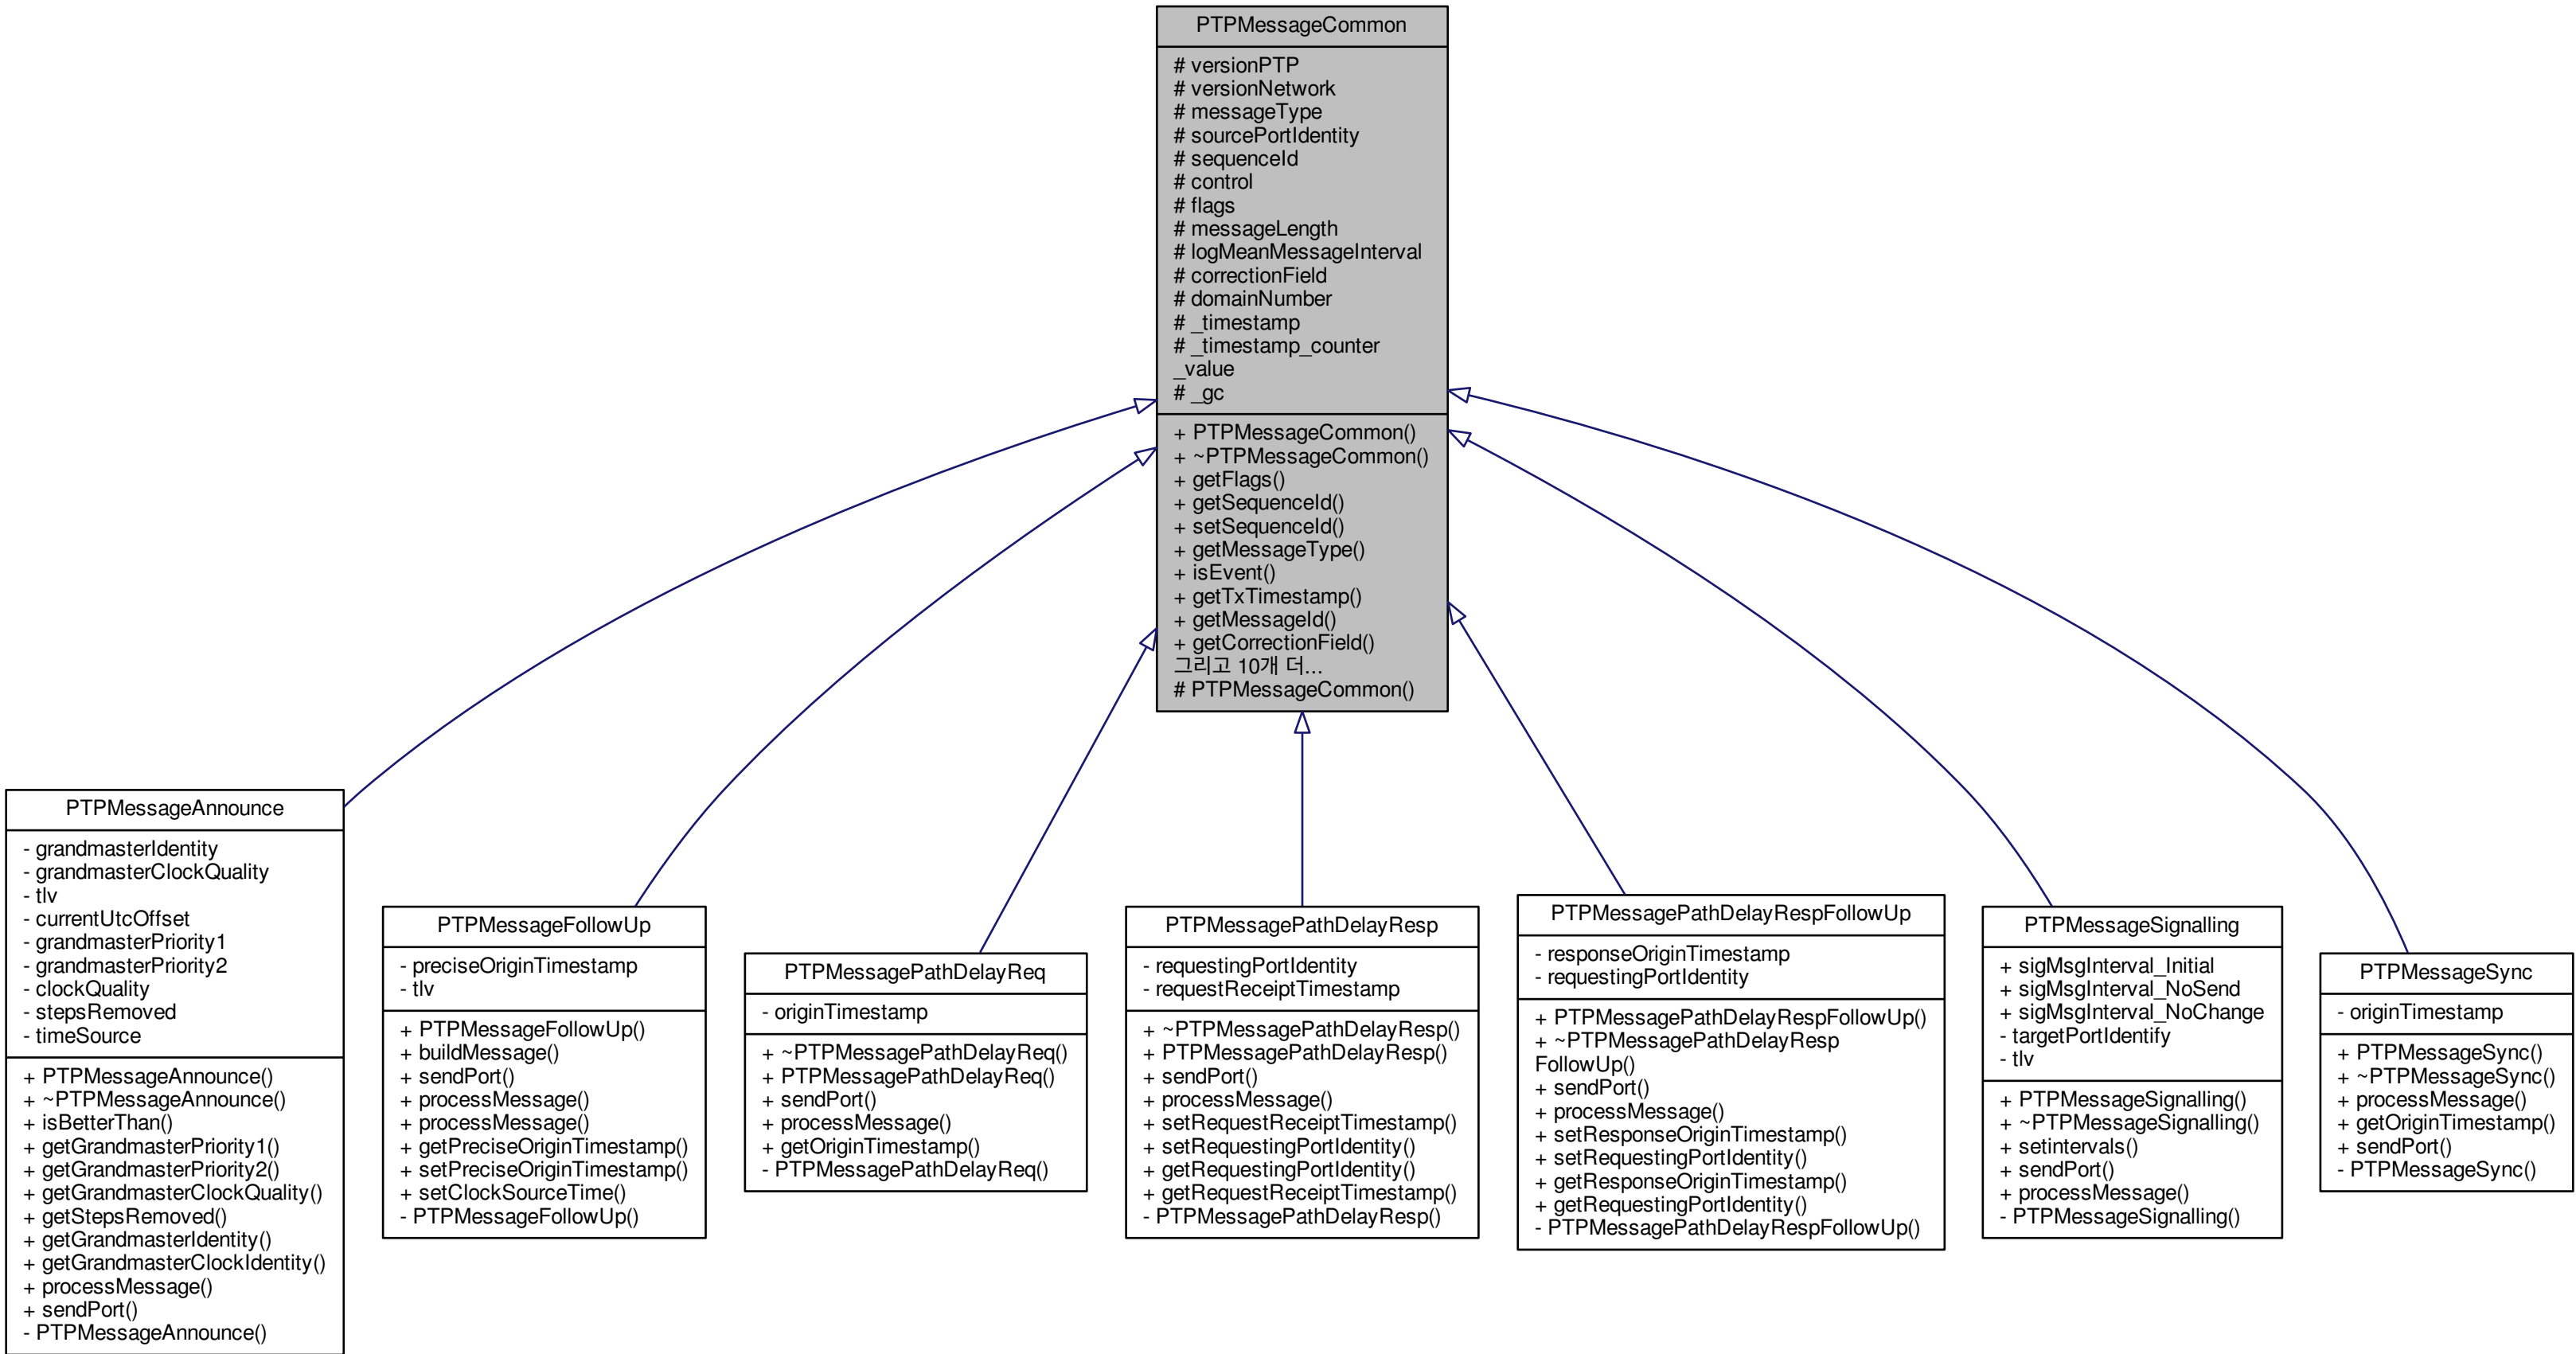 PTPMessageCommon
# versionPTP
# versionNetwork
# messageType
# sourcePortIdentity
# sequenceId
# control
# flags
# messageLength
# logMeanMessageInterval
# correctionField
# domainNumber
# _timestamp
# _timestamp_counter
_value
# _gc
+ PTPMessageCommon()
+ ~PTPMessageCommon()
+ getFlags()
+ getSequenceId()
+ setSequenceId()
+ getMessageType()
+ isEvent()
+ getTxTimestamp()
+ getMessageId()
+ getCorrectionField()
그리고 10개 더...
# PTPMessageCommon()
PTPMessageAnnounce
- grandmasterIdentity
- grandmasterClockQuality
- tlv
- currentUtcOffset
- grandmasterPriority1
- grandmasterPriority2
- clockQuality
- stepsRemoved
- timeSource
+ PTPMessageAnnounce()
+ ~PTPMessageAnnounce()
+ isBetterThan()
+ getGrandmasterPriority1()
+ getGrandmasterPriority2()
+ getGrandmasterClockQuality()
+ getStepsRemoved()
+ getGrandmasterIdentity()
+ getGrandmasterClockIdentity()
+ processMessage()
+ sendPort()
- PTPMessageAnnounce()
PTPMessageFollowUp
- preciseOriginTimestamp
- tlv
+ PTPMessageFollowUp()
+ buildMessage()
+ sendPort()
+ processMessage()
+ processMessage()
+ getPreciseOriginTimestamp()
+ setPreciseOriginTimestamp()
+ setClockSourceTime()
- PTPMessageFollowUp()
PTPMessagePathDelayReq
- originTimestamp
+ ~PTPMessagePathDelayReq()
+ PTPMessagePathDelayReq()
+ sendPort()
+ processMessage()
+ getOriginTimestamp()
- PTPMessagePathDelayReq()
PTPMessagePathDelayResp
- requestingPortIdentity
- requestReceiptTimestamp
+ ~PTPMessagePathDelayResp()
+ PTPMessagePathDelayResp()
+ sendPort()
+ processMessage()
+ setRequestReceiptTimestamp()
+ setRequestingPortIdentity()
+ getRequestingPortIdentity()
+ getRequestReceiptTimestamp()
- PTPMessagePathDelayResp()
PTPMessagePathDelayRespFollowUp
- responseOriginTimestamp
- requestingPortIdentity
+ PTPMessagePathDelayRespFollowUp()
+ ~PTPMessagePathDelayResp
FollowUp()
+ sendPort()
+ processMessage()
+ setResponseOriginTimestamp()
+ setRequestingPortIdentity()
+ getResponseOriginTimestamp()
+ getRequestingPortIdentity()
- PTPMessagePathDelayRespFollowUp()
PTPMessageSignalling
+ sigMsgInterval_Initial
+ sigMsgInterval_NoSend
+ sigMsgInterval_NoChange
- targetPortIdentify
- tlv
+ PTPMessageSignalling()
+ ~PTPMessageSignalling()
+ setintervals()
+ sendPort()
+ processMessage()
- PTPMessageSignalling()
PTPMessageSync
- originTimestamp
+ PTPMessageSync()
+ ~PTPMessageSync()
+ processMessage()
+ getOriginTimestamp()
+ sendPort()
- PTPMessageSync()